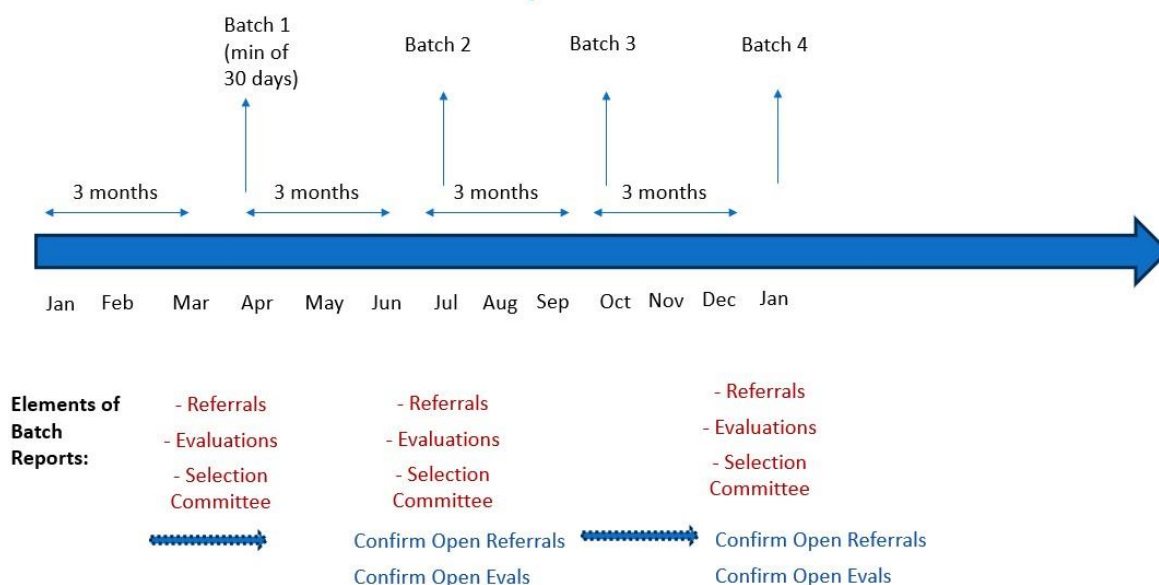 Batch 1
(min of
30 days)
Batch 2
Batch 3
Batch 4
3 months
3 months
3 months
3 months
Jan
Feb
Mar
Apr
May
Jun
Jul
Aug
Sep
Oct
Nov
Dec
Jan
Elements of
Batch
Reports:
- Referrals
- Evaluations
- Selection
Committee
- Referrals
- Evaluations
- Selection
Committee
Confirm Open Referrals
Confirm Open Evals
- Referrals
- Evaluations
- Selection
Committee
Confirm Open Referrals
Confirm Open Evals